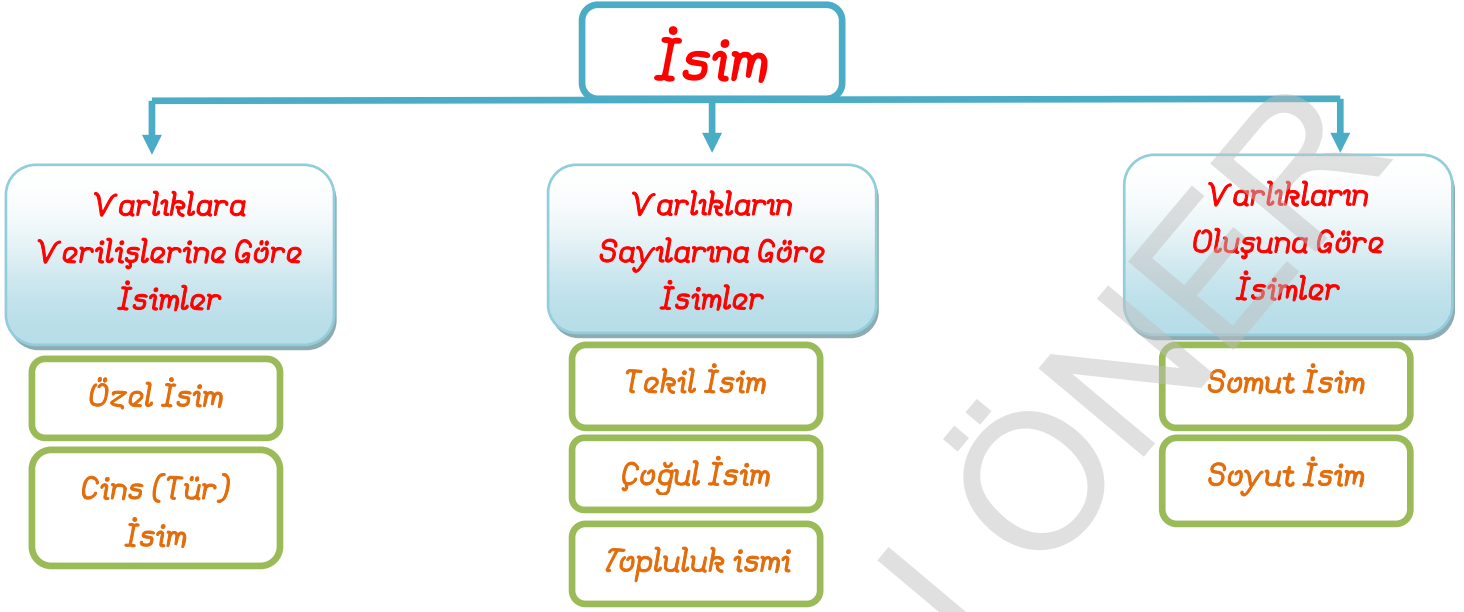 İsim
Varlıklara
Verilişlerine Göre
İsimler
Özel İsim
Cins (Tür)
İsim
Varlıkların
Sayılarına Göre
İsimler
Tekil İsim
Çoğul İsim
Topluluk ismi
Varlıkların
Oluşuna Göre
İsimler
Somut İsim
Soyut İsim
ÖNER